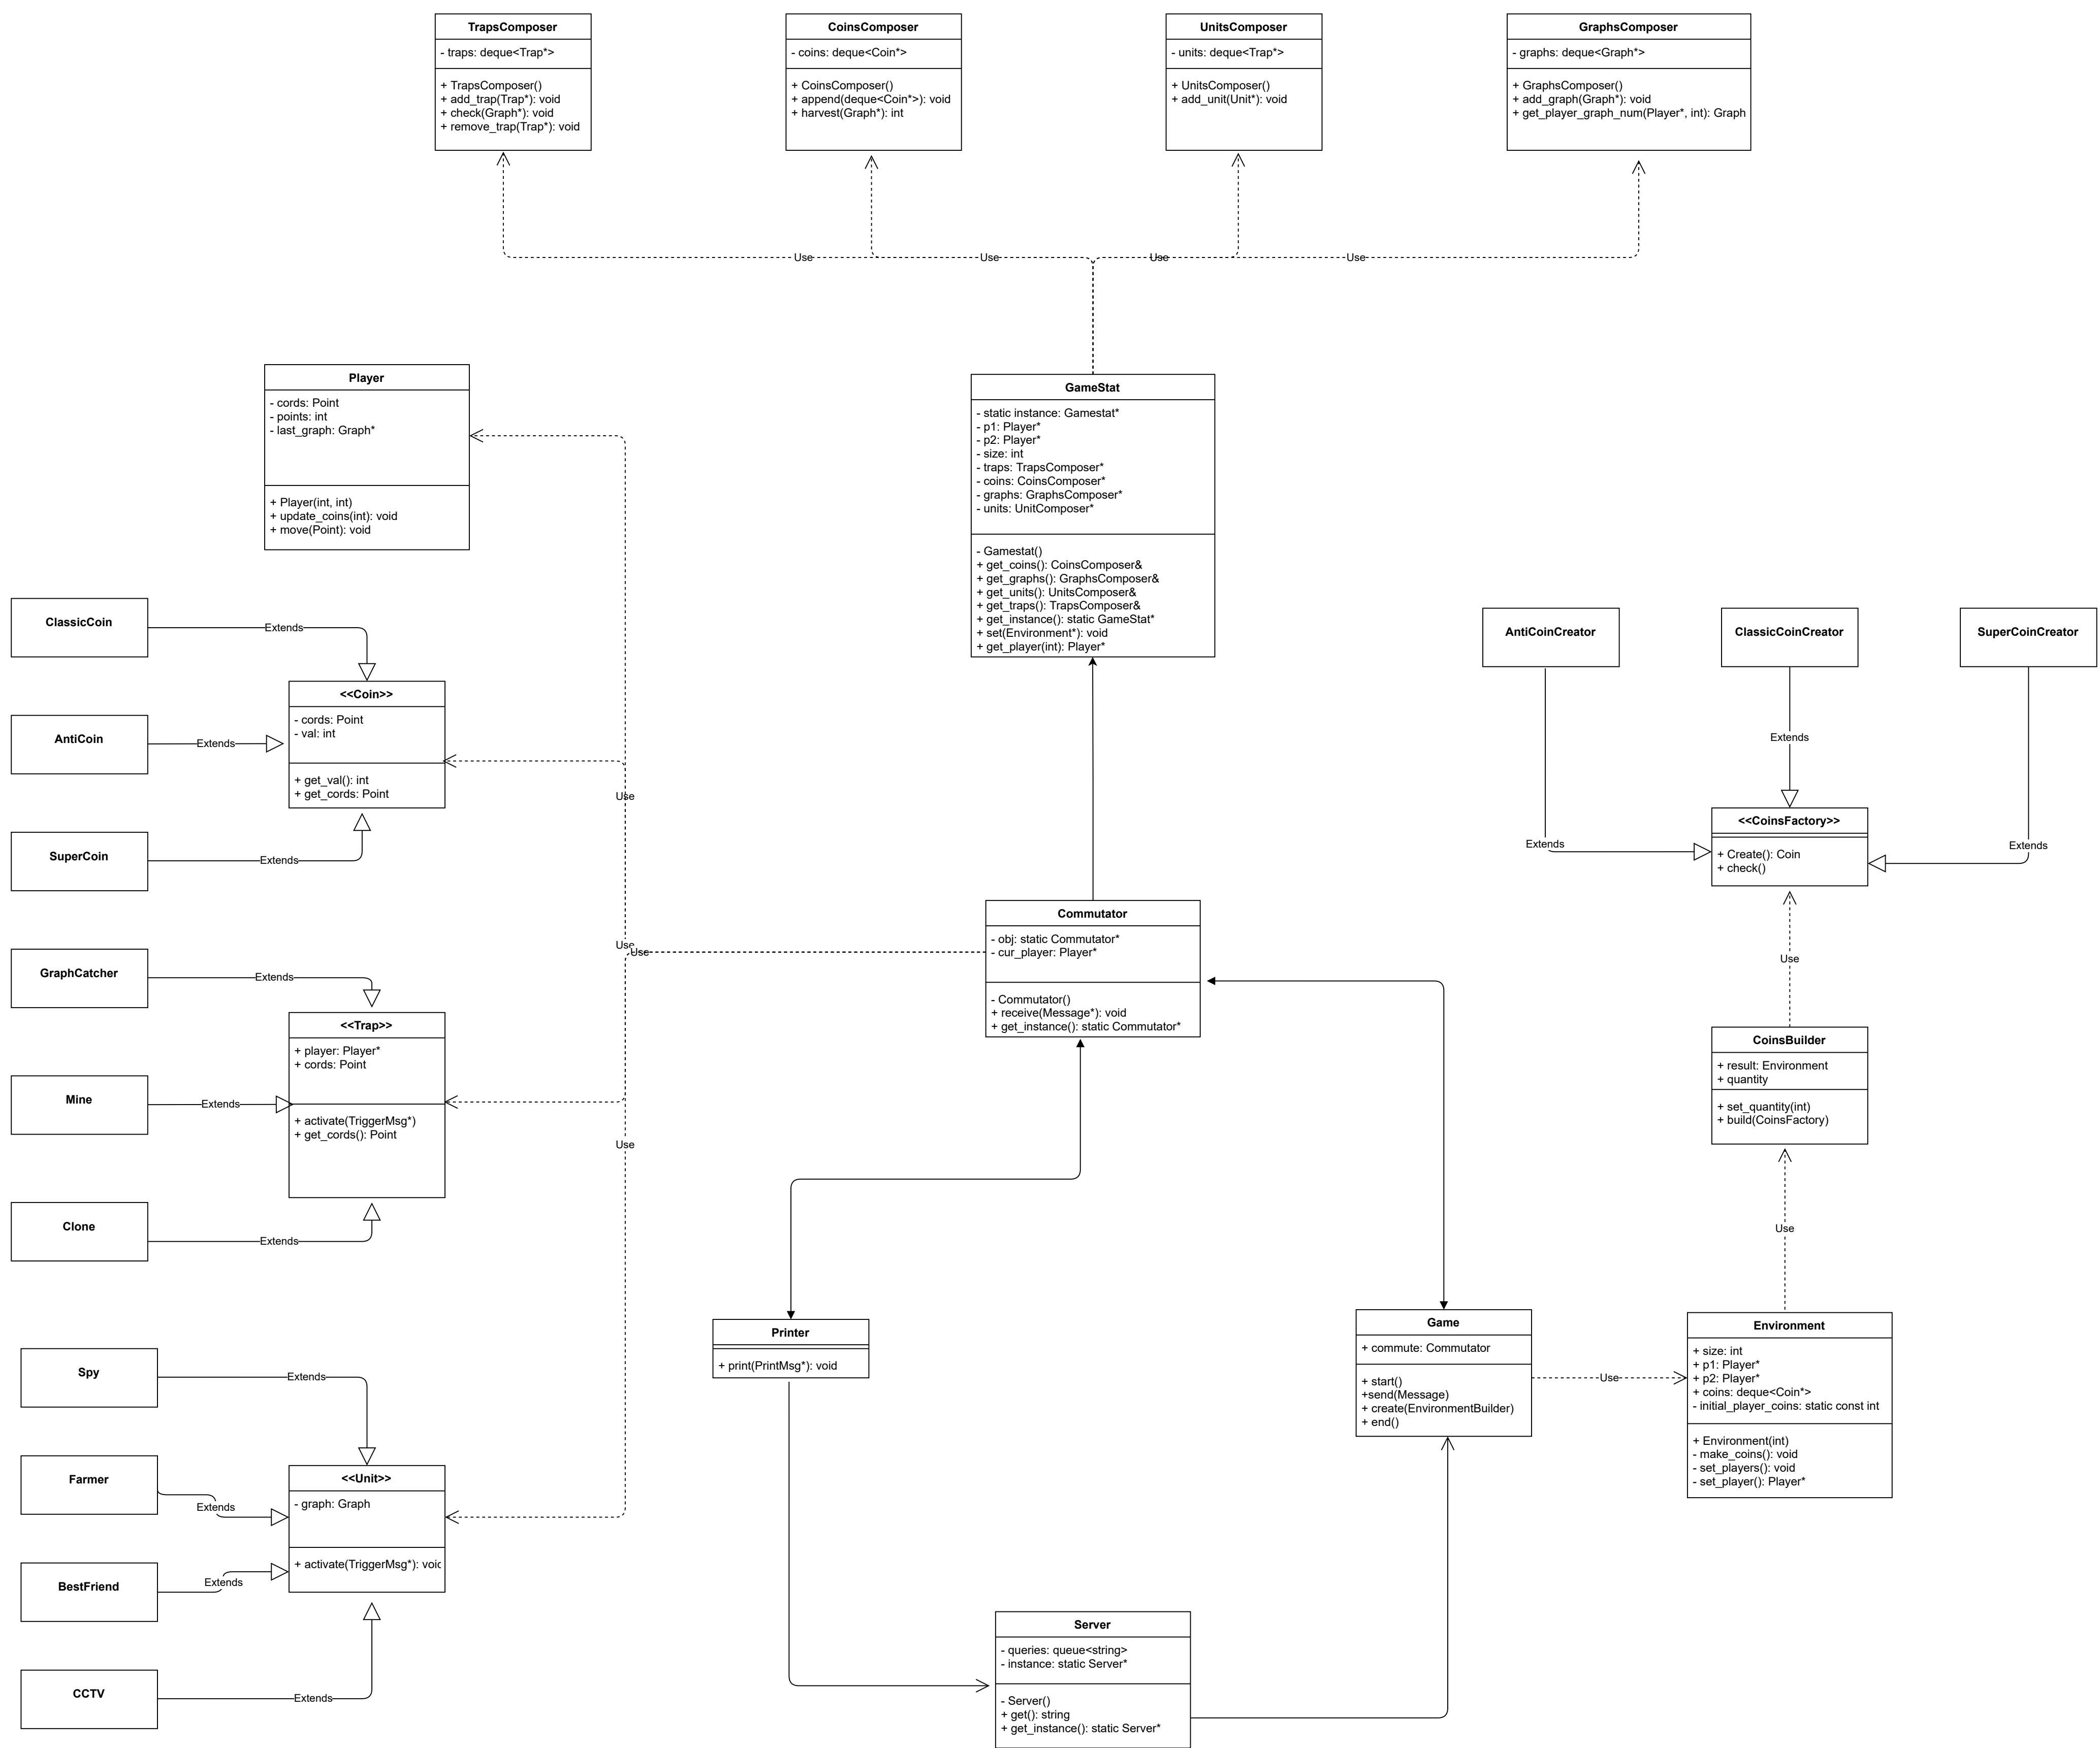 TrapsComposer
- traps: deque<Trap*>
+ TrapsComposer()
+ add_trap(Trap*): void
+ check(Graph*): void
+ remove_trap(Trap*): void
CoinsComposer
- coins: deque<Coin*>
+ CoinsComposer()
+ append(deque<Coin*>): void
+ harvest(Graph*): int
UnitsComposer
- units: deque<Trap*>
+ UnitsComposer()
+ add_unit(Unit*): void
GraphsComposer
- graphs: deque<Graph*>
+ GraphsComposer()
+ add_graph(Graph*): void
+ get_player_graph_num(Player*, int): Graph
Use
Use
Use
Use
Player
- cords: Point
- points: int
- last_graph: Graph*
+ Player(int, int)
+ update_coins(int): void
+ move(Point): void
GameStat
- static instance: Gamestat*
- p1: Player*
- p2: Player*
- size: int
- traps: TrapsComposer*
- coins: CoinsComposer*
- graphs: GraphsComposer*
- units: UnitComposer*
- Gamestat()
+ get_coins(): CoinsComposer&
+ get_graphs(): GraphsComposer&
+ get_units(): UnitsComposer&
+ get_traps(): TrapsComposer&
+ get_instance(): static GameStat*
+ set(Environment*): void
+ get_player(int): Player*
ClassicCoin
Extends
AntiCoin
Extends
SuperCoin
Extends
<<Coin>>
- cords: Point
- val: int
+ get_val(): int
+ get_cords: Point
AntiCoinCreator
ClassicCoinCreator
SuperCoinCreator
Extends
Extends
Extends
<<CoinsFactory>>
+ Create(): Coin
+ check()
Use
Use
Use
Use
Commutator
- obj: static Commutator*
- cur_player: Player*
- Commutator()
+ receive(Message*): void
+ get_instance(): static Commutator*
Use
CoinsBuilder
+ result: Environment
+ quantity
+ set_quantity(int)
+ build(CoinsFactory)
Use
GraphCatcher
Extends
Mine
Extends
Clone
Extends
<<Trap>>
+ player: Player*
+ cords: Point
+ activate(TriggerMsg*)
+ get_cords(): Point
Printer
+ print(PrintMsg*): void
Game
+ commute: Commutator
+ start()
+send(Message)
+ create(EnvironmentBuilder)
+ end()
Use
Environment
+ size: int
+ p1: Player*
+ p2: Player*
+ coins: deque<Coin*>
- initial_player_coins: static const int
+ Environment(int)
- make_coins(): void
- set_players(): void
- set_player(): Player*
Spy
Extends
Farmer
Extends
BestFriend
Extends
CCTV
Extends
<<Unit>>
- graph: Graph
+ activate(TriggerMsg*): voic
Server
- queries: queue<string>
- instance: static Server*
- Server()
+ get(): string
+ get_instance(): static Server*